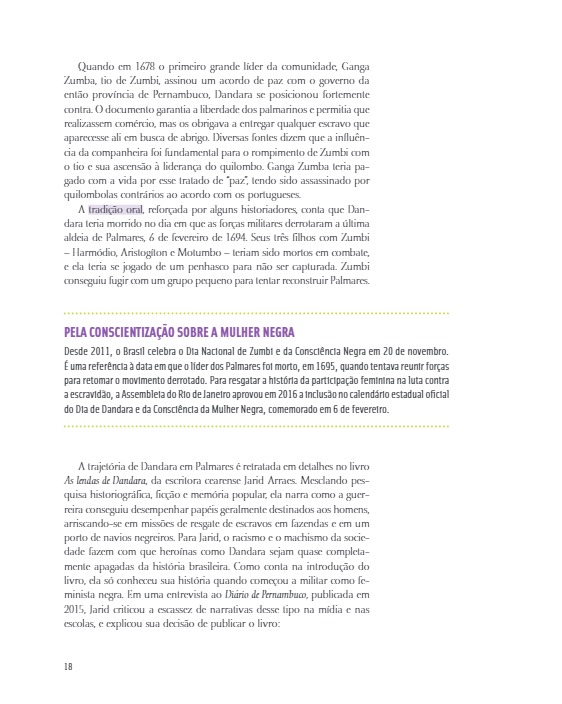 Quando em 1678 o primeiro grande líder da comunidade, Ganga
Zumba, tio de Zumbi, assinou um acordo de paz com o governo da
então província de Pernambuco, Dandara se posicionou fortemente
contra. O documento garantia a liberdade dos palmarinos e permitia que
realizassem comércio, mas os obrigava a entregar qualquer escravo que
aparecesse ali em busca de abrigo. Diversas fontes dizem que a influên-
cia da companheira foi fundamental para o rompimento de Zumbi com
o tio e sua ascensão à liderança do quilombo. Ganga Zumba teria pa-
gado com a vida por esse tratado de “paz”, tendo sido assassinado por
quilombolas contrários ao acordo com os portugueses.
A tradição oral, reforçada por alguns historiadores, conta que Dan-
dara teria morrido no dia em que as forças militares derrotaram a última
aldeia de Palmares, 6 de fevereiro de 1694. Seus três filhos com Zumbi
– Harmódio, Aristogíton e Motumbo – teriam sido mortos em combate,
e ela teria se jogado de um penhasco para não ser capturada. Zumbi
conseguiu fugir com um grupo pequeno para tentar reconstruir Palmares.
PELA CONSCIENTIZAÇÃO SOBRE A MULHER NEGRA
Desde 2011, o Brasil celebra o Dia Nacional de Zumbi e da Consciência Negra em 20 de novembro.
É uma referência à data em que o líder dos Palmares foi morto, em 1695, quando tentava reunir forças
para retomar o movimento derrotado. Para resgatar a história da participação feminina na luta contra
a escravidão, a Assembleia do Rio de Janeiro aprovou em 2016 a inclusão no calendário estadual oficial
do Dia de Dandara e da Consciência da Mulher Negra, comemorado em 6 de fevereiro.
A trajetória de Dandara em Palmares é retratada em detalhes no livro
As lendas de Dandara, da escritora cearense Jarid Arraes. Mesclando pes-
quisa historiográfica, ficção e memória popular, ela narra como a guer-
reira conseguiu desempenhar papéis geralmente destinados aos homens,
arriscando-se em missões de resgate de escravos em fazendas e em um
porto de navios negreiros. Para Jarid, o racismo e o machismo da socie-
dade fazem com que heroínas como Dandara sejam quase completa-
mente apagadas da história brasileira. Como conta na introdução do
livro, ela só conheceu sua história quando começou a militar como fe-
minista negra. Em uma entrevista ao Diário de Pernambuco, publicada em
2015, Jarid criticou a escassez de narrativas desse tipo na mídia e nas
escolas, e explicou sua decisão de publicar o livro:
18